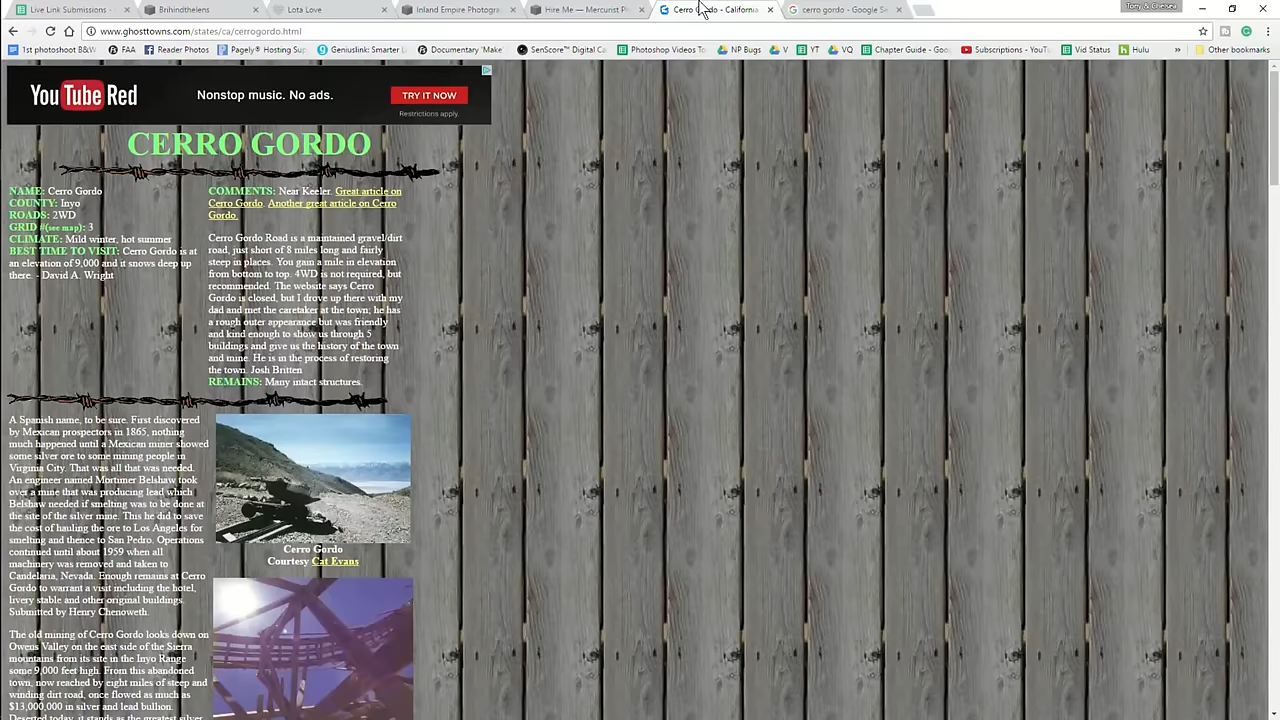 Live Link Submissions -
Brihindthelens
Lota Love
Inland Empire Photogra
Hire Me — Mercurist Ph
Cerro Gordo - California
cerro gordo - Google Se
Tony & Chelsea
www.ghosttowns.com/states/ca/cerrogordo.html
1st photoshoot B&W
FAA
Reader Photos
Pagely® Hosting Supp
Geniuslink: Smarter Li
Documentary 'Make'
SenScore™ Digital Ca
Photoshop Videos To
NP Bugs
V
YT
VQ
Chapter Guide - Goo
Subscriptions - YouTu
Vid Status
Hulu
»
Other bookmarks
YouTube Red
Nonstop music. No ads.
TRY IT NOW
Restrictions apply.
CERRO GORDO
NAME: Cerro Gordo
COUNTY: Inyo
ROADS: 2WD
GRID #(see map): 3
CLIMATE: Mild winter, hot summer
BEST TIME TO VISIT: Cerro Gordo is at
an elevation of 9,000 and it snows deep up
there. - David A. Wright
COMMENTS: Near Keeler. Great article on
Cerro Gordo. Another great article on Cerro
Gordo.
Cerro Gordo Road is a maintained gravel/dirt
road, just short of 8 miles long and fairly
steep in places. You gain a mile in elevation
from bottom to top. 4WD is not required, but
recommended. The website says Cerro
Gordo is closed, but I drove up there with my
dad and met the caretaker at the town; he has
a rough outer appearance but was friendly
and kind enough to show us through 5
buildings and give us the history of the town
and mine. He is in the process of restoring
the town. Josh Britten
REMAINS: Many intact structures.
A Spanish name, to be sure. First discovered
by Mexican prospectors in 1865, nothing
much happened until a Mexican miner showed
some silver ore to some mining people in
Virginia City. That was all that was needed.
An engineer named Mortimer Belshaw took
over a mine that was producing lead which
Belshaw needed if smelting was to be done at
the site of the silver mine. This he did to save
the cost of hauling the ore to Los Angeles for
smelting and thence to San Pedro. Operations
continued until about 1959 when all
machinery was removed and taken to
Candelaria, Nevada. Enough remains at Cerro
Gordo to warrant a visit including the hotel,
livery stable and other original buildings.
Submitted by Henry Chenoweth.
The old mining of Cerro Gordo looks down on
Owens Valley on the east side of the Sierra
mountains from its site in the Inyo Range
some 9,000 feet high. From this abandoned
town, now reached by eight miles of steep and
winding dirt road, once flowed as much as
$13,000,000 in silver and lead bullion.
Deserted today, it stands as the greatest silver
Cerro Gordo
Courtesy Cat Evans